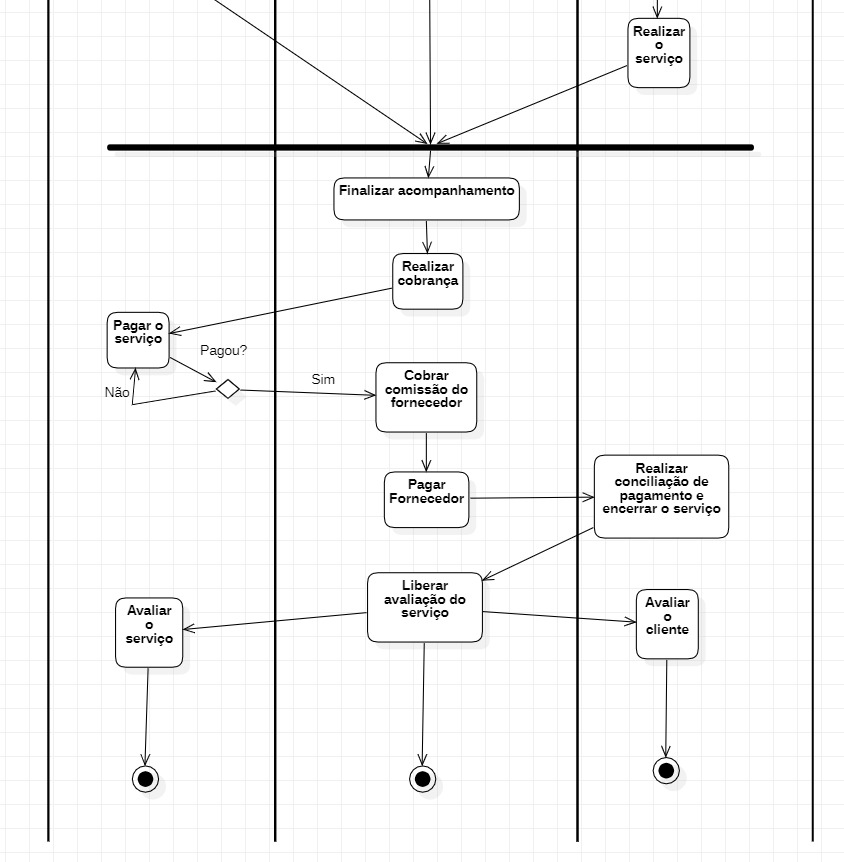 Realizar
o
serviço
Finalizar acompanhamento
Realizar
cobrança
Pagar o
serviço
Pagou?
Não
Sim
Cobrar
comissão do
fornecedor
Pagar
Fornecedor
Realizar
conciliação de
pagamento e
encerrar o serviço
Liberar
avaliação do
serviço
Avaliar
o
serviço
Avaliar
o
cliente